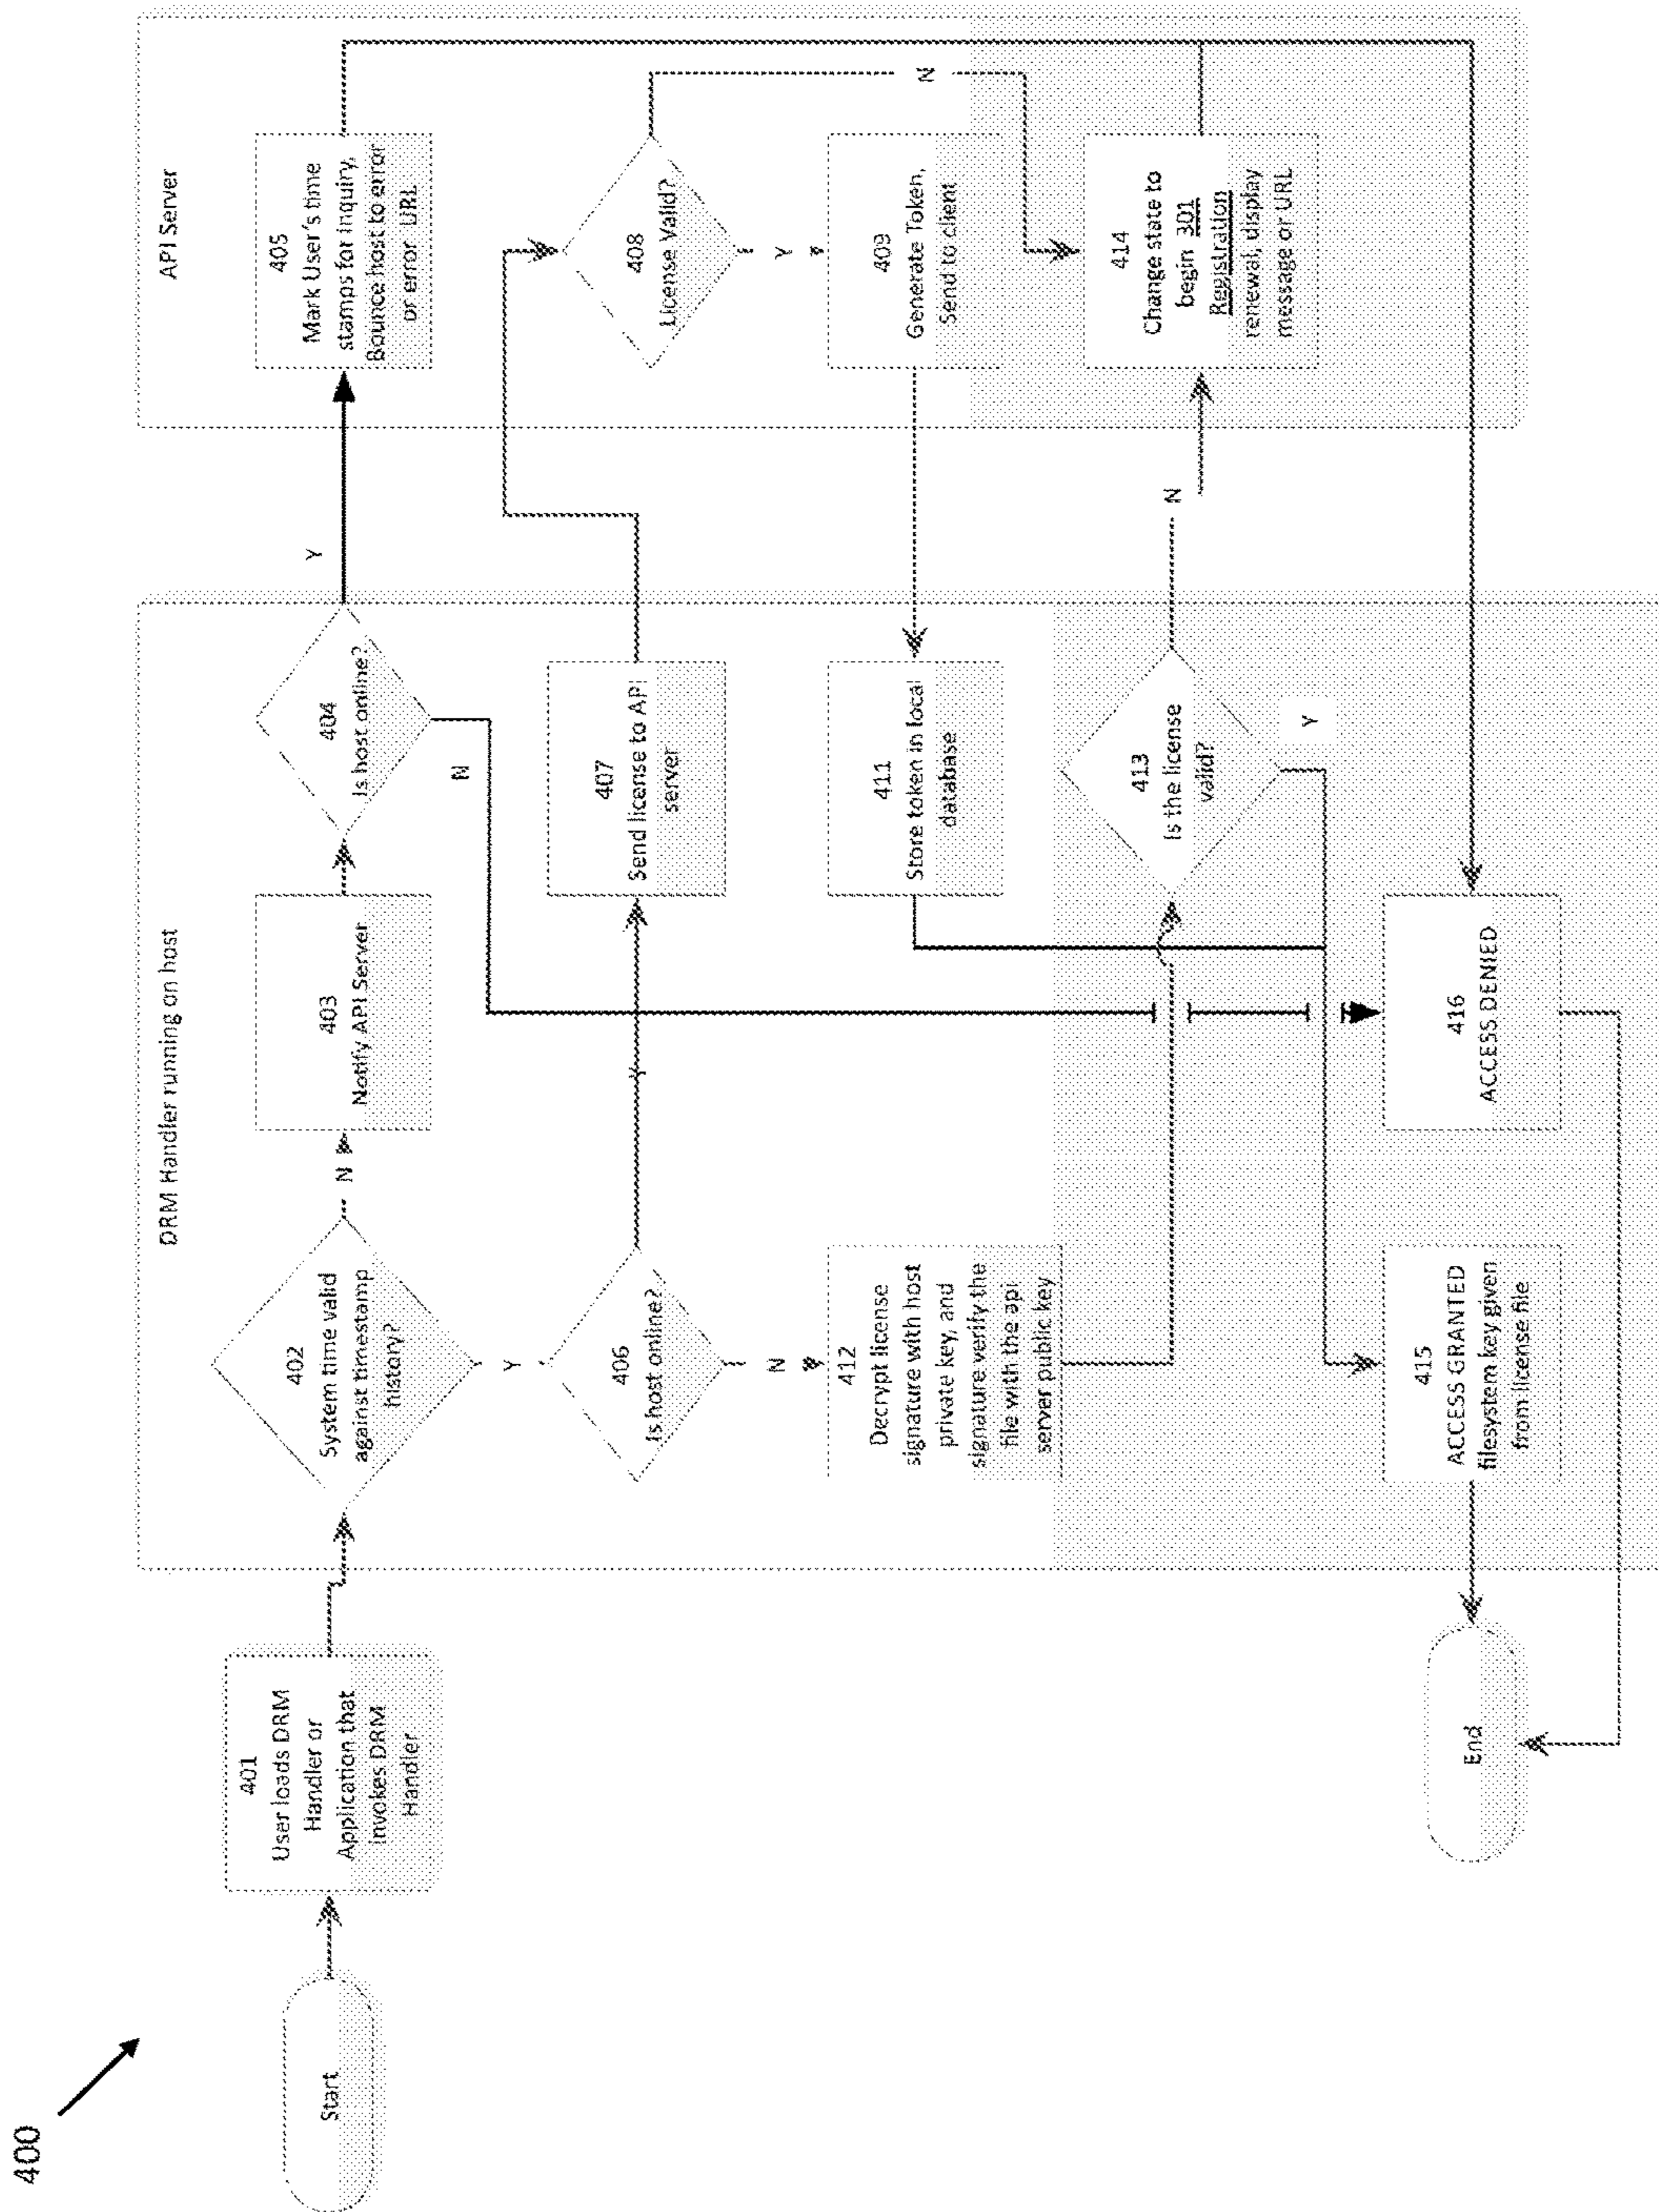 400
Start
401
User loads DRM
Handler or
Application that
invokes DRM
Handler
DRM Handler running on host
402
System time valid
against timestamp
history?
N
403
Notify API Server
404
Is host online?
Y
API Server
405
Mark User's time
stamps for inquiry,
Bounce host to error
or error URL
Y
N
406
Is host online?
Y
407
Send license to API
server
408
License Valid?
N
Y
N
412
Decrypt license
signature with host
private key, and
signature verify the
file with the api
server public key
411
Store token in local
database
409
Generate Token,
Send to client
413
Is the license
valid?
N
Y
414
Change state to
begin 301
Registration
renewal, display
message or URL
415
ACCESS GRANTED
filesystem key given
from license file
416
ACCESS DENIED
End